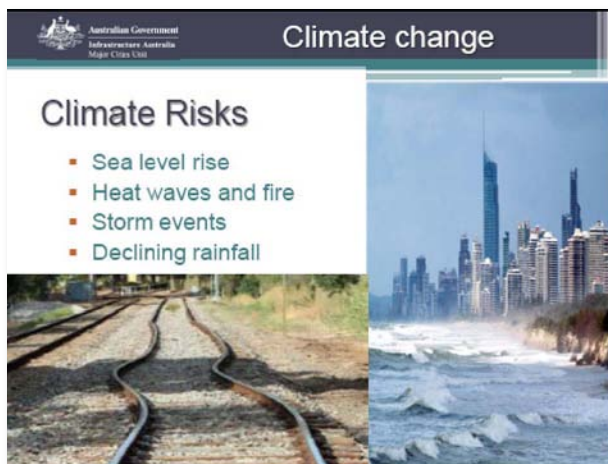 Australian Government
Infrastructure Australia
Major Cities Unit
Climate change
Climate Risks
Sea level rise
Heat waves and fire
Storm events
Declining rainfall